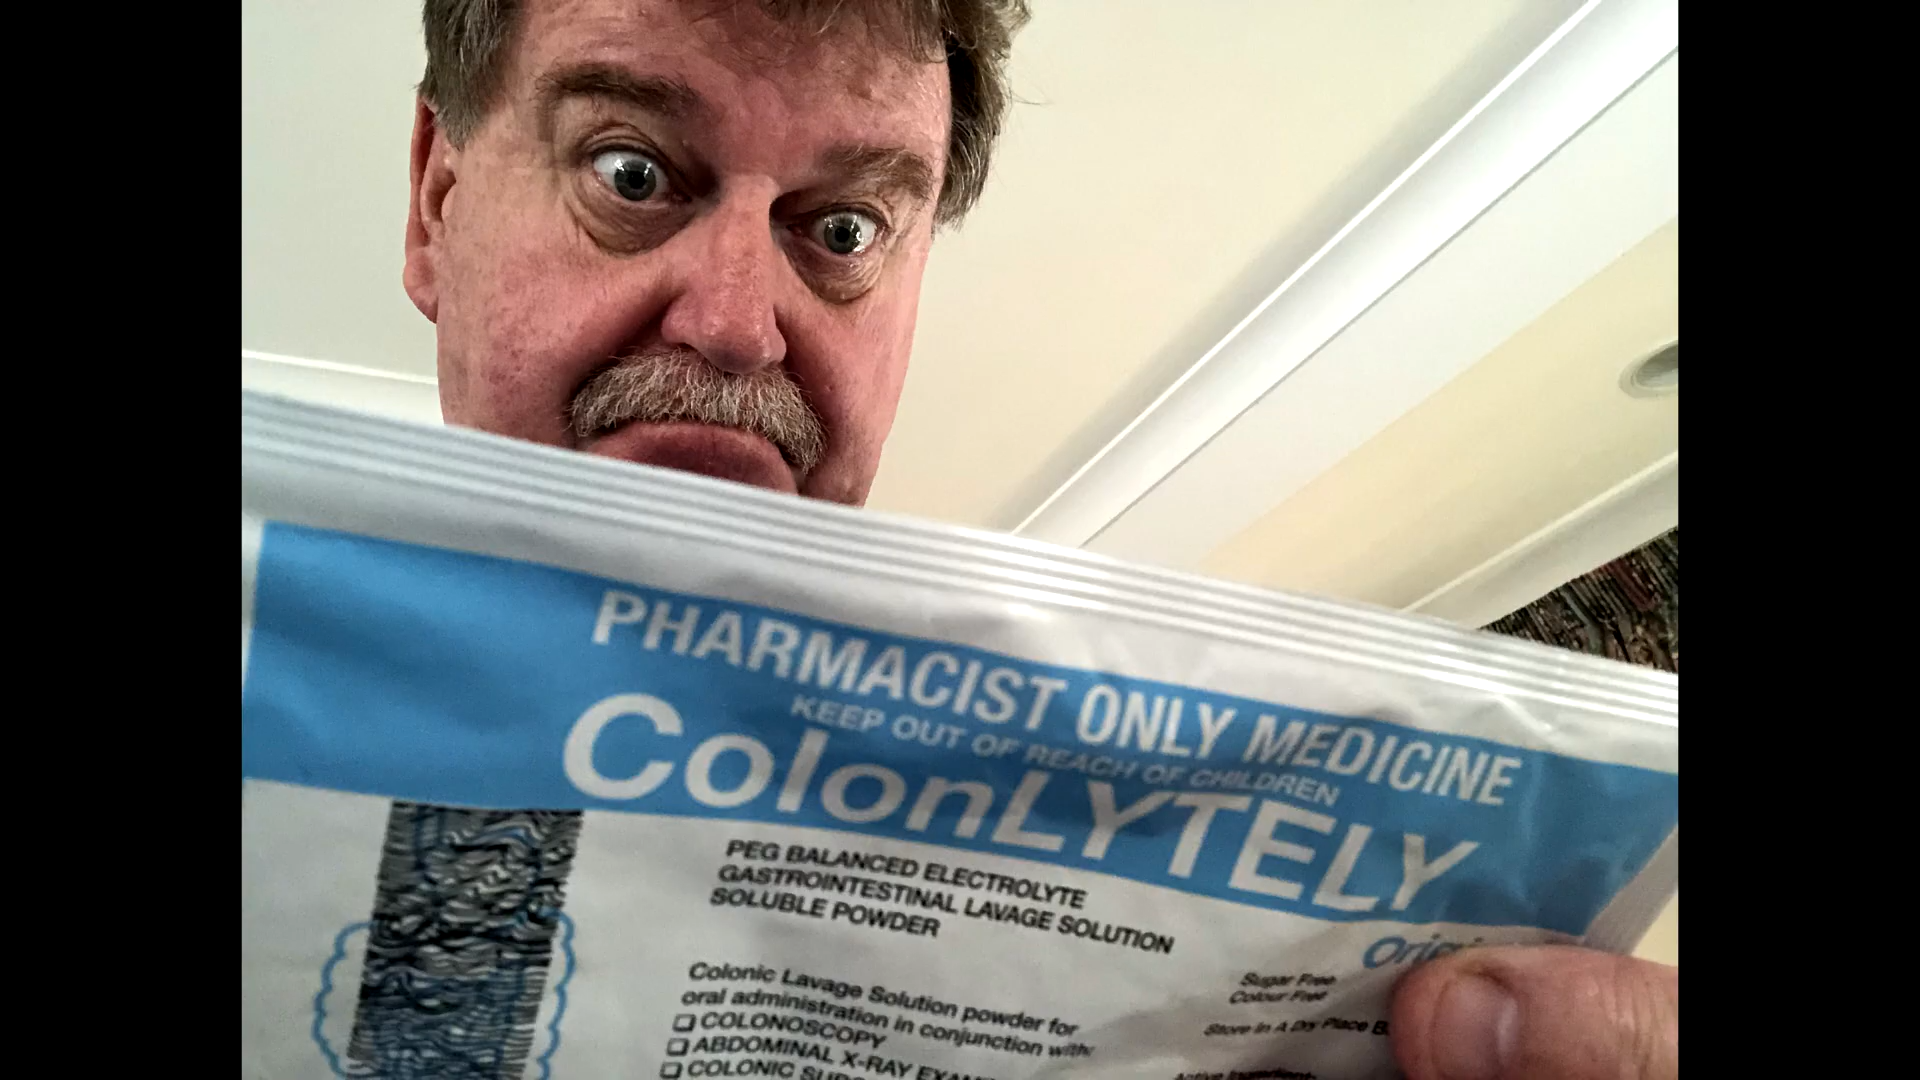 PHARMACIST ONLY MEDICINE
KEEP OUT OF REACH OF CHILDREN
ColonLYTELY
PEG BALANCED ELECTROLYTE
GASTROINTESTINAL LAVAGE SOLUTION
SOLUBLE POWDER
Colonic Lavage Solution powder for
oral administration in conjunction with
COLONOSCOPY
ABDOMINAL X-RAY
COLONIC
Sugar Free
Colour Free
Store In A Dry Place
Active